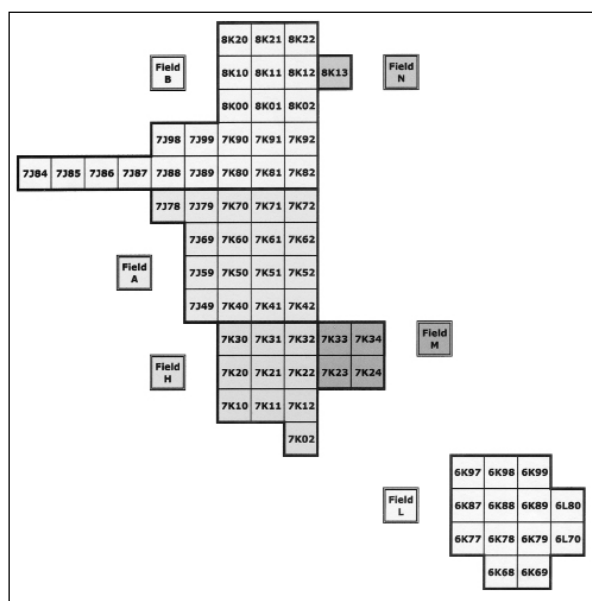 8K20 8K21 8K22
Field B 8K10 8K11 8K12 8K13 Field N
8K00 8K01 8K02
7J98 7J99 7K90 7K91 7K92
7J84 7J85 7J86 7J87 7J88 7J89 7K80 7K81 7K82
7J78 7J79 7K70 7K71 7K72
7J69 7K60 7K61 7K62
Field A 7J59 7K50 7K51 7K52
7J49 7K40 7K41 7K42
7K30 7K31 7K32 7K33 7K34 Field M
Field H 7K20 7K21 7K22 7K23 7K24
7K10 7K11 7K12
7K02
6K97 6K98 6K99
Field L 6K87 6K88 6K89 6L80
6K77 6K78 6K79 6L70
6K68 6K69